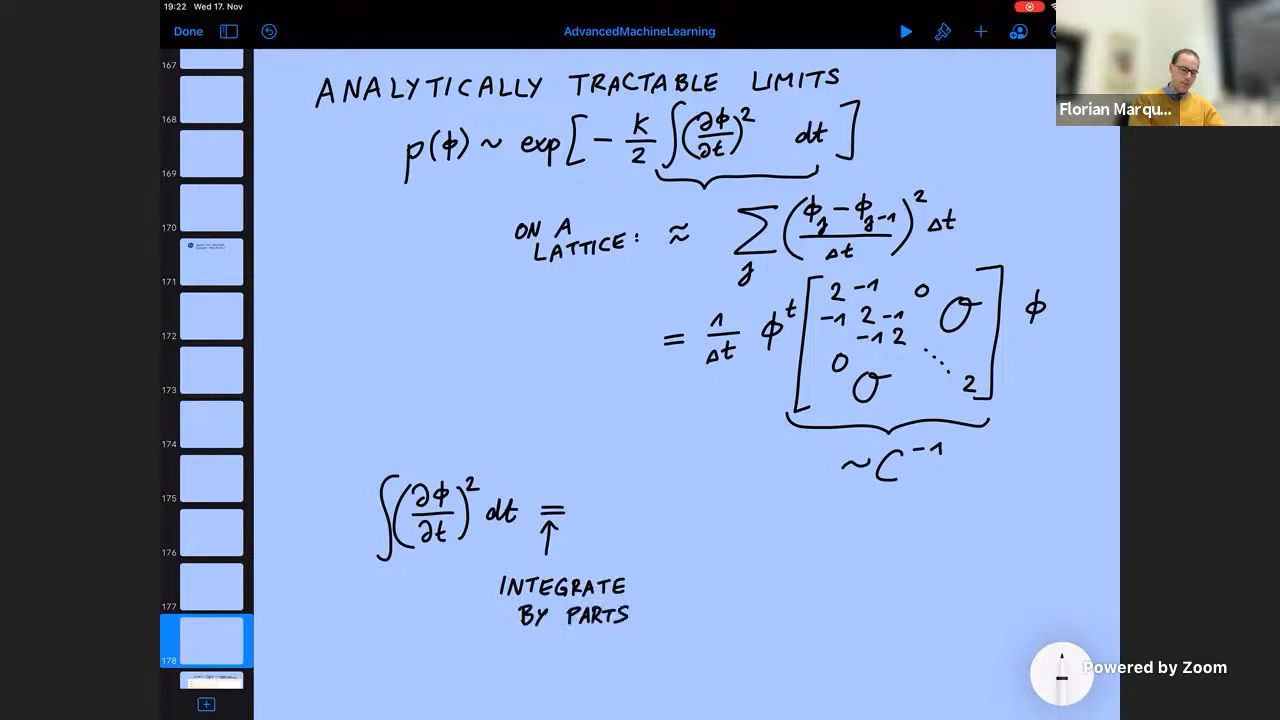 19:22 Wed 17. Nov
Done
AdvancedMachineLearning
Florian Marqu...
167
168
169
170
171
172
173
174
175
176
177
178
ANALYTICALLY TRACTABLE LIMITS
p(ϕ) ~ exp[ - K/2 ∫(∂ϕ/∂t)² dt ]
ON A LATTICE: ≈ ∑_j ((ϕ_j - ϕ_{j-1})/Δt)² Δt
= 1/Δt ϕ^t [ 2 -1 0 O
-1 2 -1
-1 2
0 ⋱
O 2 ] ϕ
~ C⁻¹
∫(∂ϕ/∂t)² dt =
↑
INTEGRATE
BY PARTS
Powered by Zoom